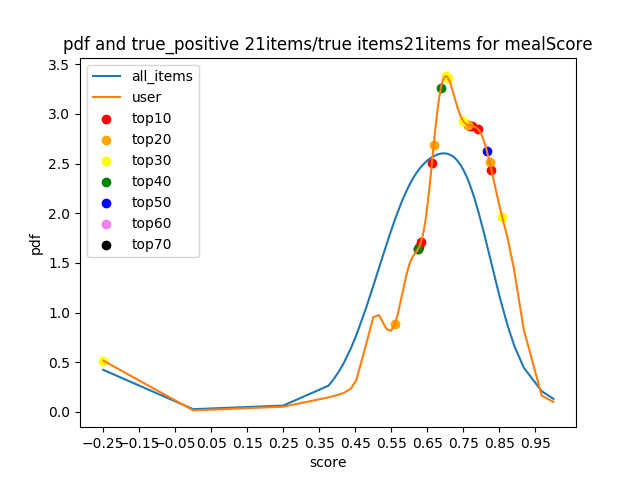 pdf and true_positive 21items/true items21items for mealScore
3.5
3.0
2.5
2.0
1.5
1.0
0.5
0.0
pdf
all_items
user
top10
top20
top30
top40
top50
top60
top70
−0.25−0.15−0.05 0.05 0.15 0.25 0.35 0.45 0.55 0.65 0.75 0.85 0.95
score